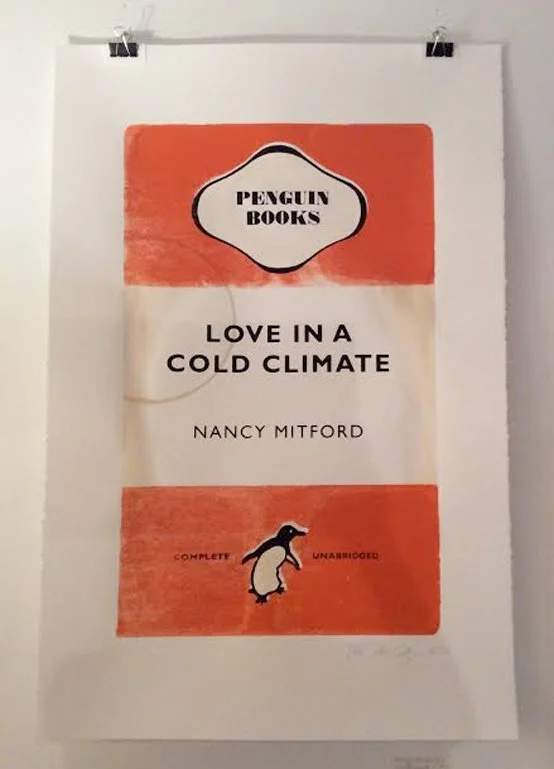 PENGUIN
BOOKS
LOVE IN A
COLD CLIMATE
NANCY MITFORD
COMPLETE UNABRIDGED